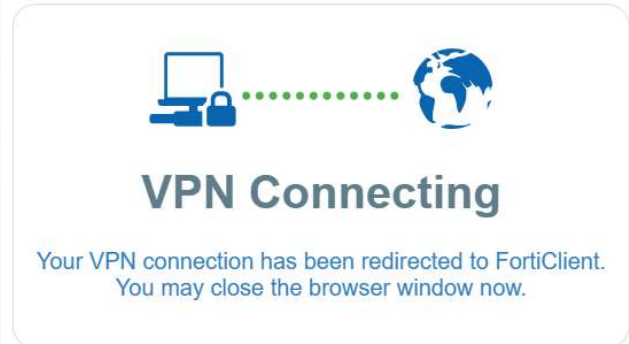 VPN Connecting
Your VPN connection has been redirected to FortiClient.
You may close the browser window now.